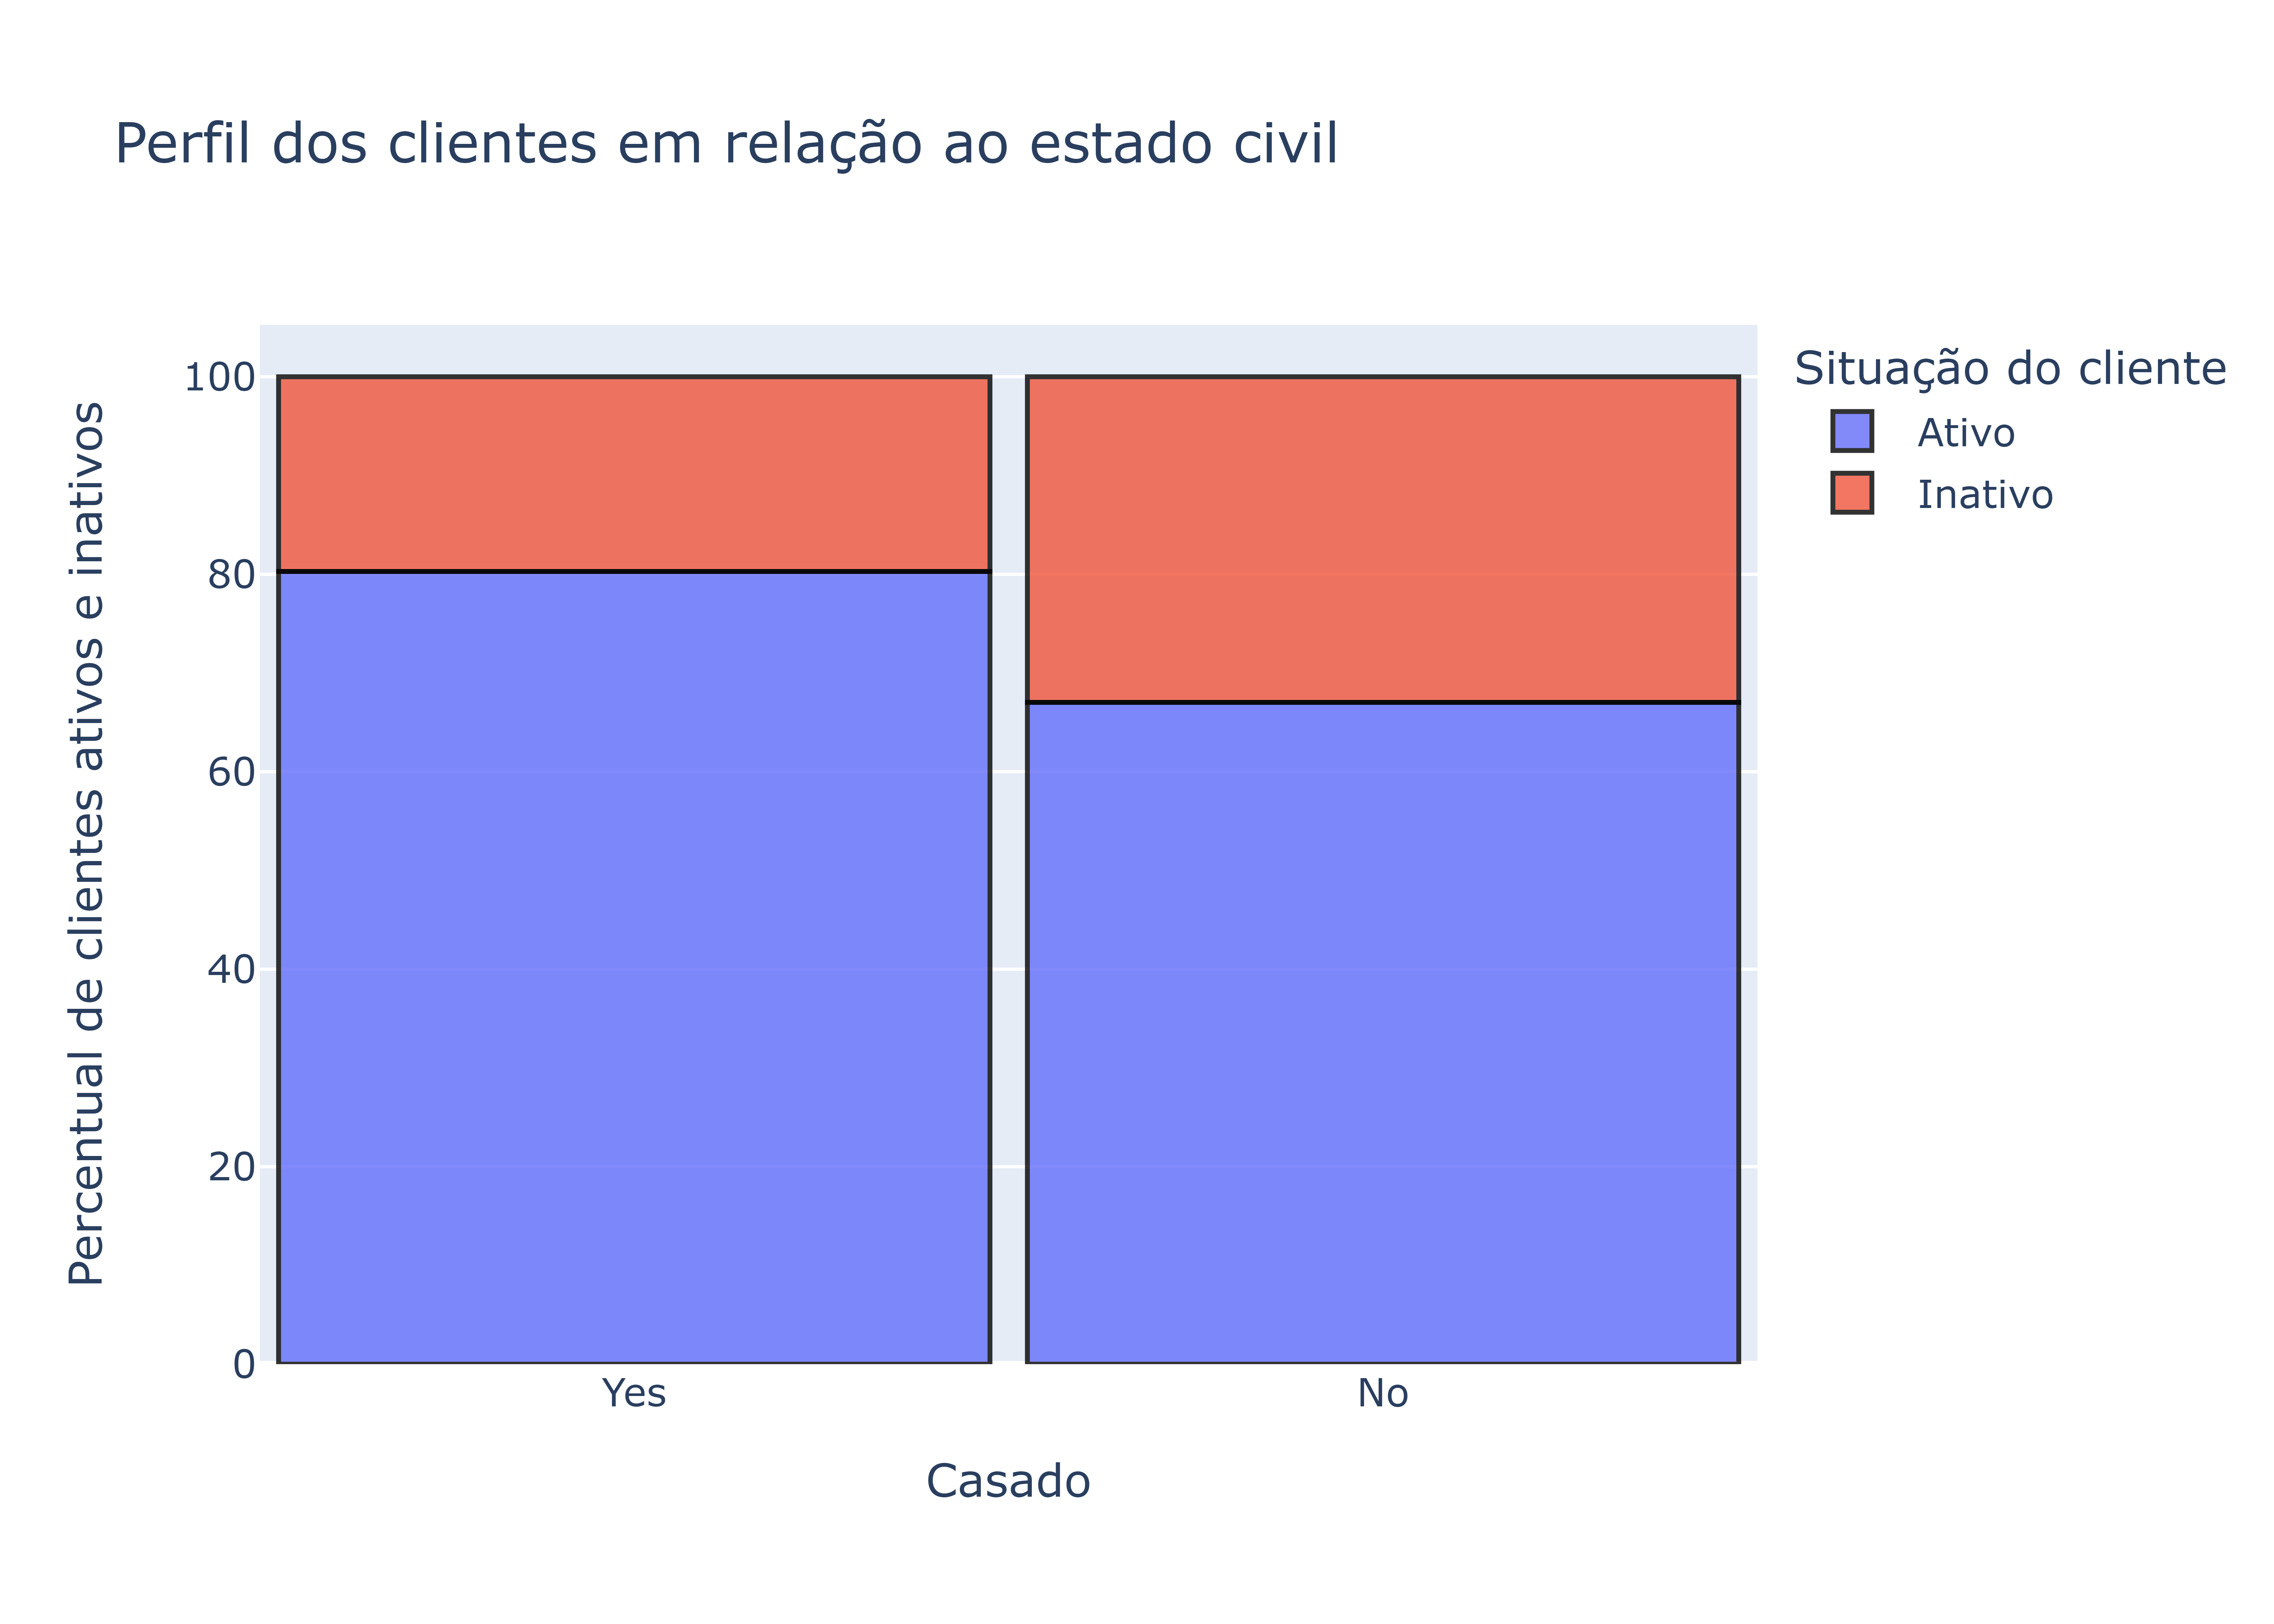 Perfil dos clientes em relação ao estado civil
Percentual de clientes ativos e inativos
100
80
60
40
20
0
Yes
No
Casado
Situação do cliente
Ativo
Inativo